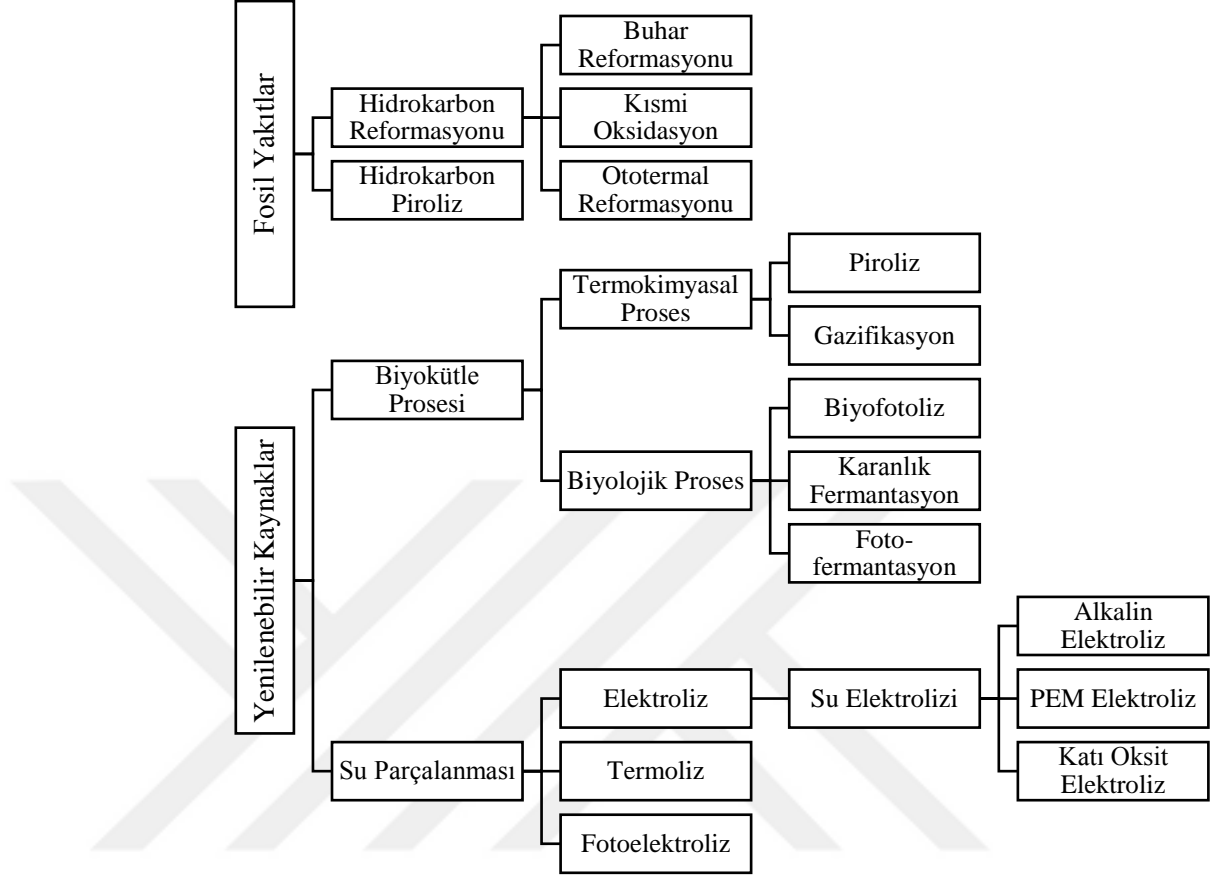 Fosil Yakıtlar
Hidrokarbon
Reformasyonu
Buhar
Reformasyonu
Kısmi
Oksidasyon
Ototermal
Reformasyonu
Hidrokarbon
Piroliz
Yenilenebilir Kaynaklar
Biyokütle
Prosesi
Termokimyasal
Proses
Piroliz
Gazifikasyon
Biyolojik Proses
Biyofotoliz
Karanlık
Fermantasyon
Foto-
fermantasyon
Su Parçalanması
Elektroliz
Su Elektrolizi
Alkalin
Elektroliz
PEM Elektroliz
Katı Oksit
Elektroliz
Termoliz
Fotoelektroliz